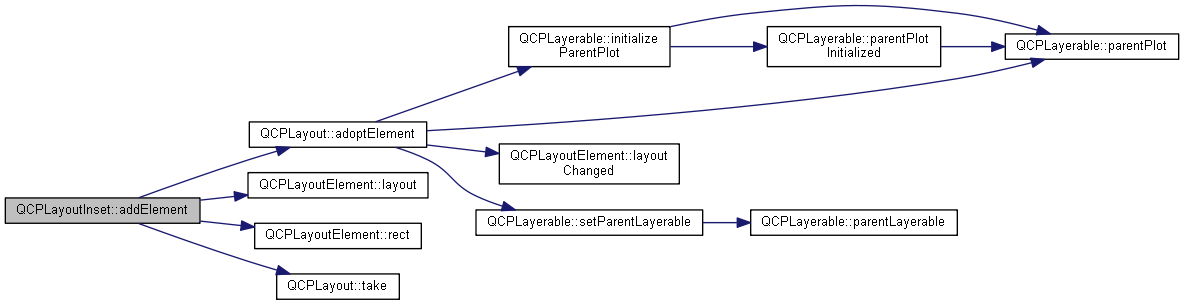 QCPLayoutInset::addElement
QCPLayout::adoptElement
QCPLayerable::initialize
ParentPlot
QCPLayerable::parentPlot
Initialized
QCPLayerable::parentPlot
QCPLayoutElement::layout
Changed
QCPLayerable::setParentLayerable
QCPLayerable::parentLayerable
QCPLayoutElement::layout
QCPLayoutElement::rect
QCPLayout::take